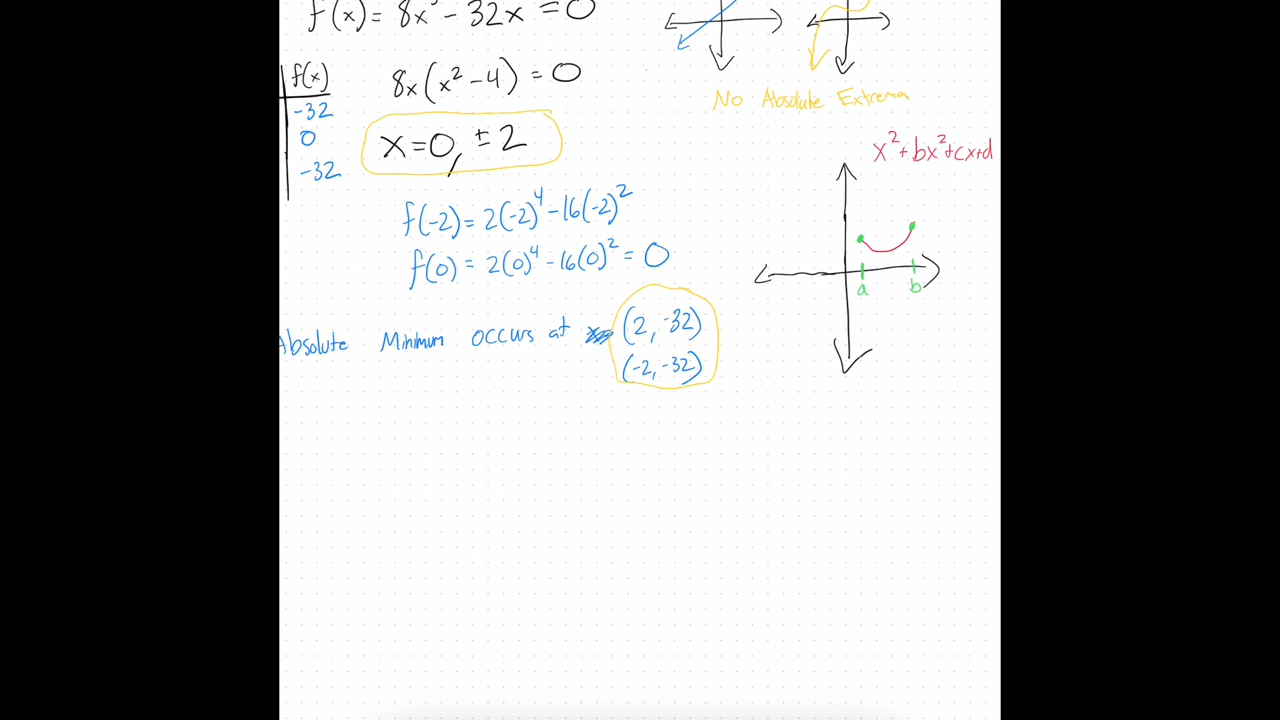 f'(x) = 8x³ - 32x = 0
f(x)
-32
0
-32
8x(x² - 4) = 0
x = 0, ± 2
f(-2) = 2(-2)⁴ - 16(-2)²
f(0) = 2(0)⁴ - 16(0)² = 0
Absolute Minimum occurs at (2, -32)
(-2, -32)
No Absolute Extrema
x² + bx² + cx + d
a b